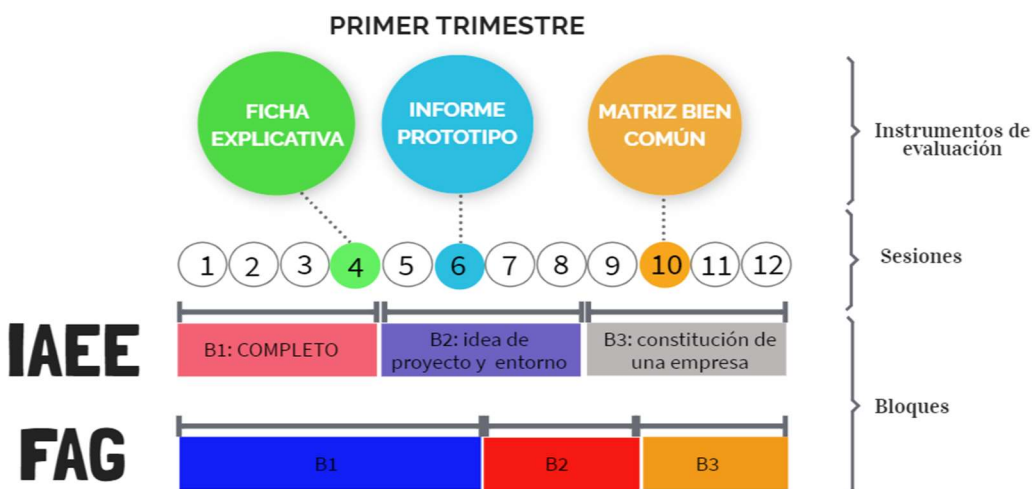 PRIMER TRIMESTRE
FICHA
EXPLICATIVA
INFORME
PROTOTIPO
MATRIZ BIEN
COMÚN
Instrumentos de
evaluación
1 2 3 4 5 6 7 8 9 10 11 12
Sesiones
IAEE
B1: COMPLETO
B2: idea de
proyecto y entorno
B3: constitución de
una empresa
Bloques
FAG
B1
B2
B3